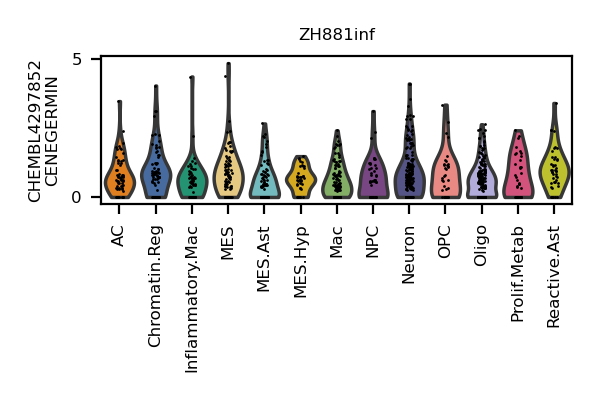 ZH881inf
CHEMBL4297852
CENEGERMIN
5
0
AC
Chromatin.Reg
Inflammatory.Mac
MES
MES.Ast
MES.Hyp
Mac
NPC
Neuron
OPC
Oligo
Prolif.Metab
Reactive.Ast